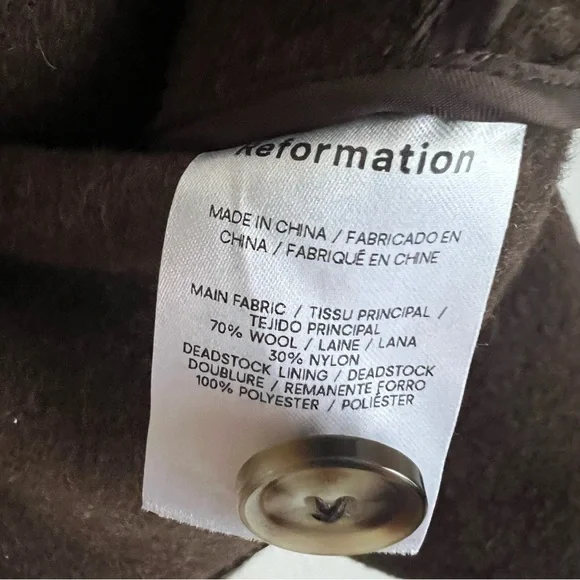 Reformation
MADE IN CHINA / FABRICADO EN
CHINA / FABRIQUÉ EN CHINE
MAIN FABRIC / TISSU PRINCIPAL /
TEJIDO PRINCIPAL
70% WOOL / LAINE / LANA
30% NYLON
DEADSTOCK LINING / DEADSTOCK
DOUBLURE / REMANENTE FORRO
100% POLYESTER / POLIÉSTER